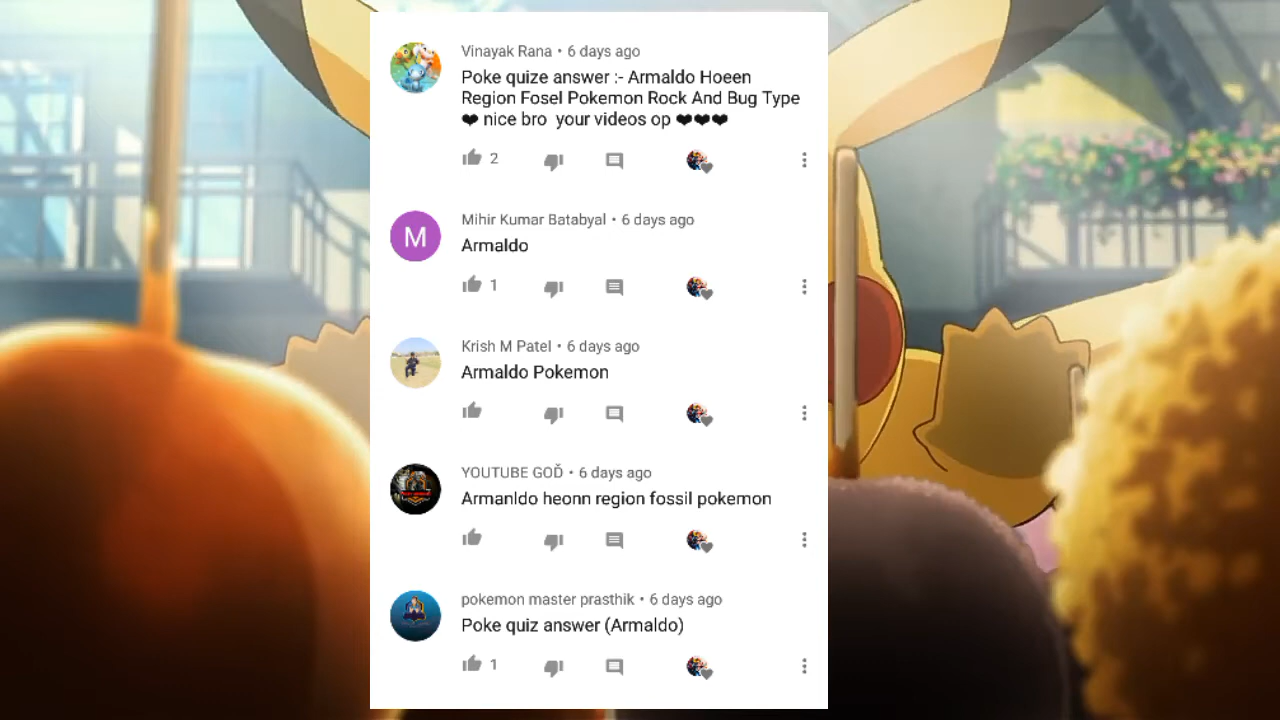 Vinayak Rana • 6 days ago
Poke quize answer :- Armaldo Hoeen
Region Fosel Pokemon Rock And Bug Type
❤ nice bro  your videos op ❤❤❤
2
M
Mihir Kumar Batabyal • 6 days ago
Armaldo
1
Krish M Patel • 6 days ago
Armaldo Pokemon
YOUTUBE GOĎ • 6 days ago
Armanldo heonn region fossil pokemon
pokemon master prasthik • 6 days ago
Poke quiz answer (Armaldo)
1